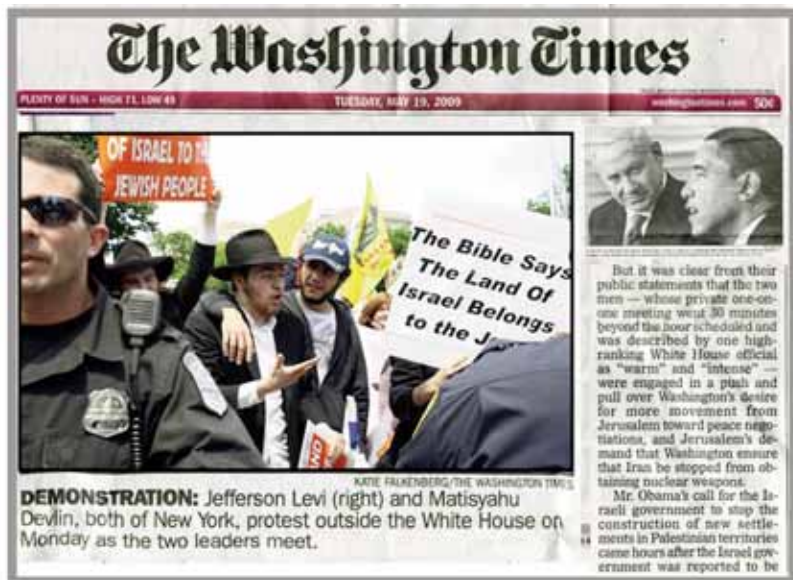 The Washington Times
PLENTY OF SUN – HIGH 71, LOW 49
TUESDAY, MAY 19, 2009
washingtontimes.com 50¢
OF ISRAEL TO TH
JEWISH PEOPLE
The Bible Says
The Land Of
Israel Belongs
to the J
KATIE FALKENBERG/THE WASHINGTON TIMES
DEMONSTRATION: Jefferson Levi (right) and Matisyahu
Devlin, both of New York, protest outside the White House on
Monday as the two leaders meet.
But it was clear from their
public statements that the two
men — whose private one-on-
one meeting went 30 minutes
beyond the hour scheduled and
was described by one high-
ranking White House official
as “warm” and “intense” —
were engaged in a push and
pull over Washington's desire
for more movement from
Jerusalem toward peace nego-
tiations, and Jerusalem's de-
mand that Washington ensure
that Iran be stopped from ob-
taining nuclear weapons.
Mr. Obama's call for the Is-
raeli government to stop the
construction of new settle-
ments in Palestinian territories
came hours after the Israel gov-
ernment was reported to be